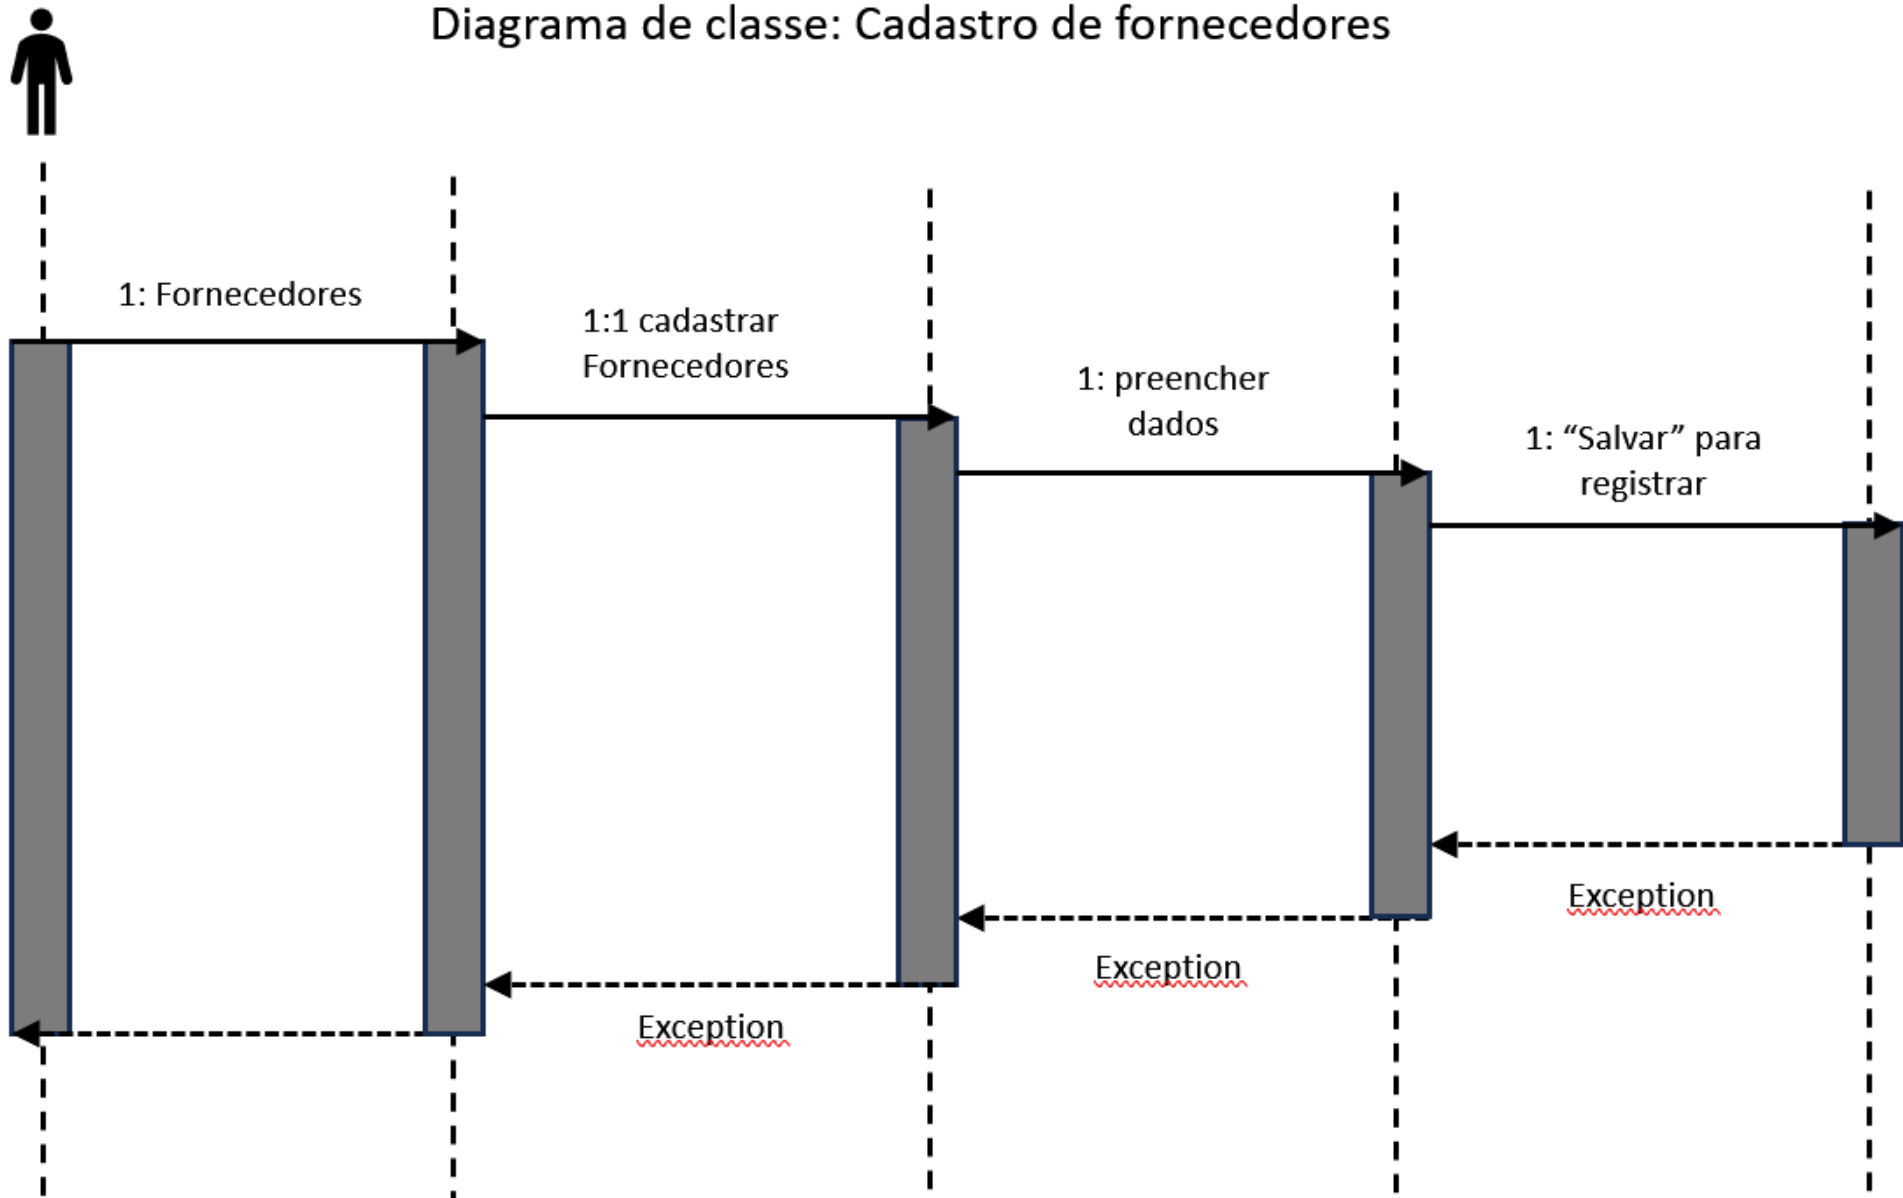 Diagrama de classe: Cadastro de fornecedores
1: Fornecedores
1:1 cadastrar
Fornecedores
1: preencher
dados
1: “Salvar” para
registrar
Exception
Exception
Exception